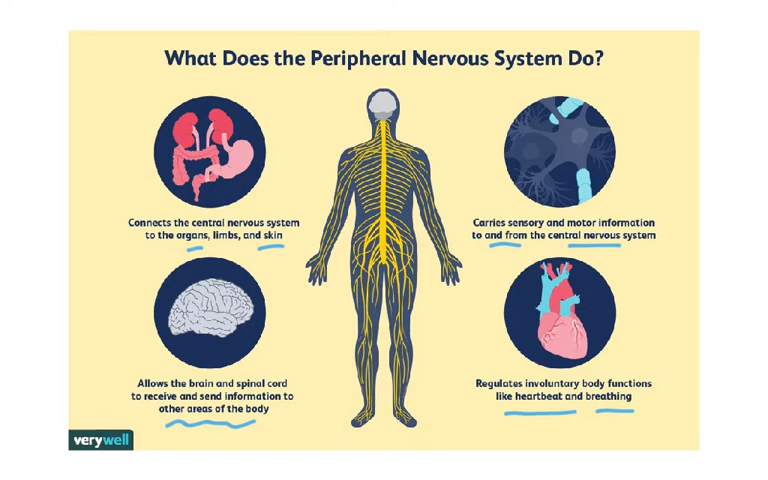 What Does the Peripheral Nervous System Do?
Connects the central nervous system
to the organs, limbs, and skin
Carries sensory and motor information
to and from the central nervous system
Allows the brain and spinal cord
to receive and send information to
other areas of the body
Regulates involuntary body functions
like heartbeat and breathing
verywell